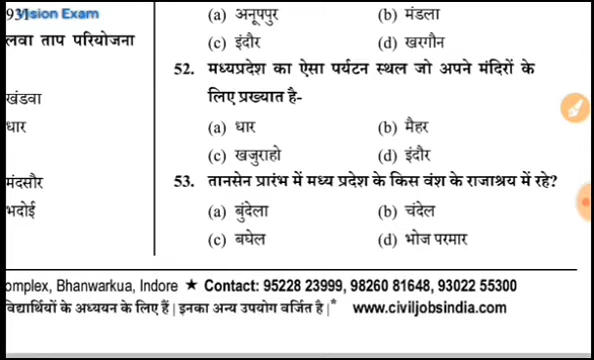 931
Vision Exam
लवा ताप परियोजना
खंडवा
धार
मंदसौर
भदोई
(a) अनूपपुर (b) मंडला
(c) इंदौर (d) खरगौन
52. मध्यप्रदेश का ऐसा पर्यटन स्थल जो अपने मंदिरों के
लिए प्रख्यात है-
(a) धार (b) मैहर
(c) खजुराहो (d) इंदौर
53. तानसेन प्रारंभ में मध्य प्रदेश के किस वंश के राजाश्रय में रहे?
(a) बुंदेला (b) चंदेल
(c) बघेल (d) भोज परमार
omplex, Bhanwarkua, Indore ★ Contact: 95228 23999, 98260 81648, 93022 55300
विद्यार्थियों के अध्ययन के लिए हैं | इनका अन्य उपयोग वर्जित है |* www.civiljobsindia.com